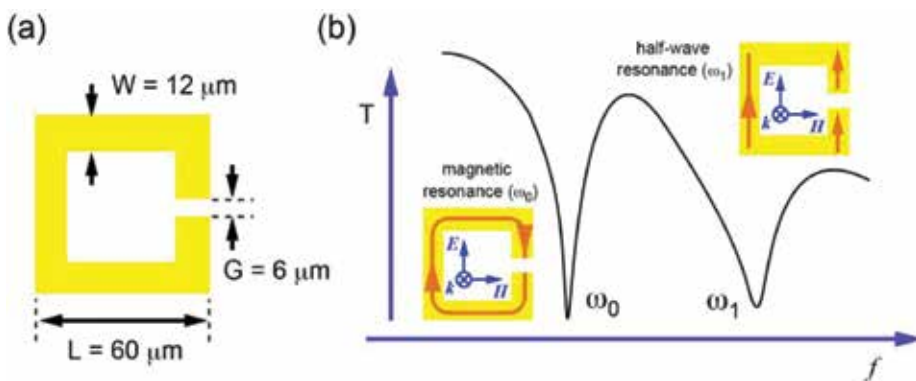 (a)
W = 12 μm
G = 6 μm
L = 60 μm
(b)
T
half-wave
resonance (ω₁)
E
k
H
magnetic
resonance (ω₀)
E
k
H
ω₀
ω₁
f